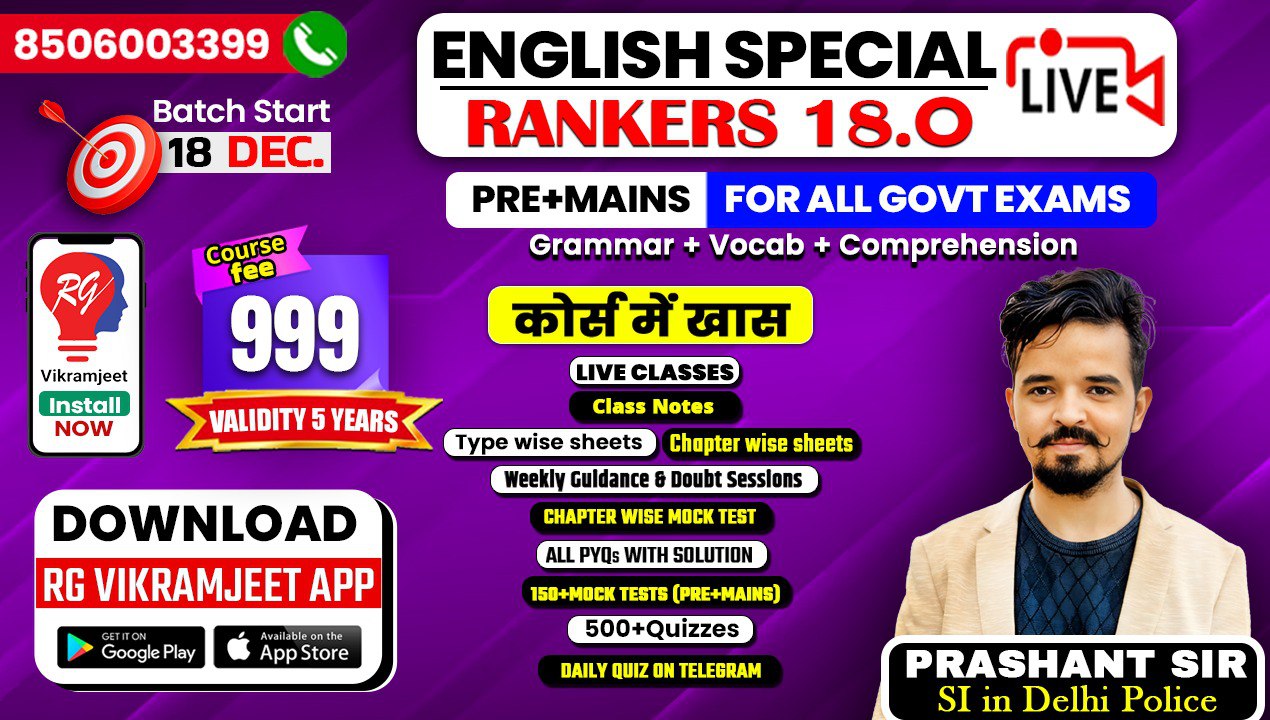 8506003399
Batch Start
18 DEC.
ENGLISH SPECIAL
RANKERS 18.0
LIVE
PRE+MAINS FOR ALL GOVT EXAMS
Grammar + Vocab + Comprehension
RG
Vikramjeet
Install
NOW
Course
fee
999
VALIDITY 5 YEARS
कोर्स में खास
LIVE CLASSES
Class Notes
Type wise sheets Chapter wise sheets
Weekly Guidance & Doubt Sessions
CHAPTER WISE MOCK TEST
ALL PYQs WITH SOLUTION
150+MOCK TESTS (PRE+MAINS)
500+Quizzes
DAILY QUIZ ON TELEGRAM
DOWNLOAD
RG VIKRAMJEET APP
GET IT ON
Google Play
Available on the
App Store
PRASHANT SIR
SI in Delhi Police